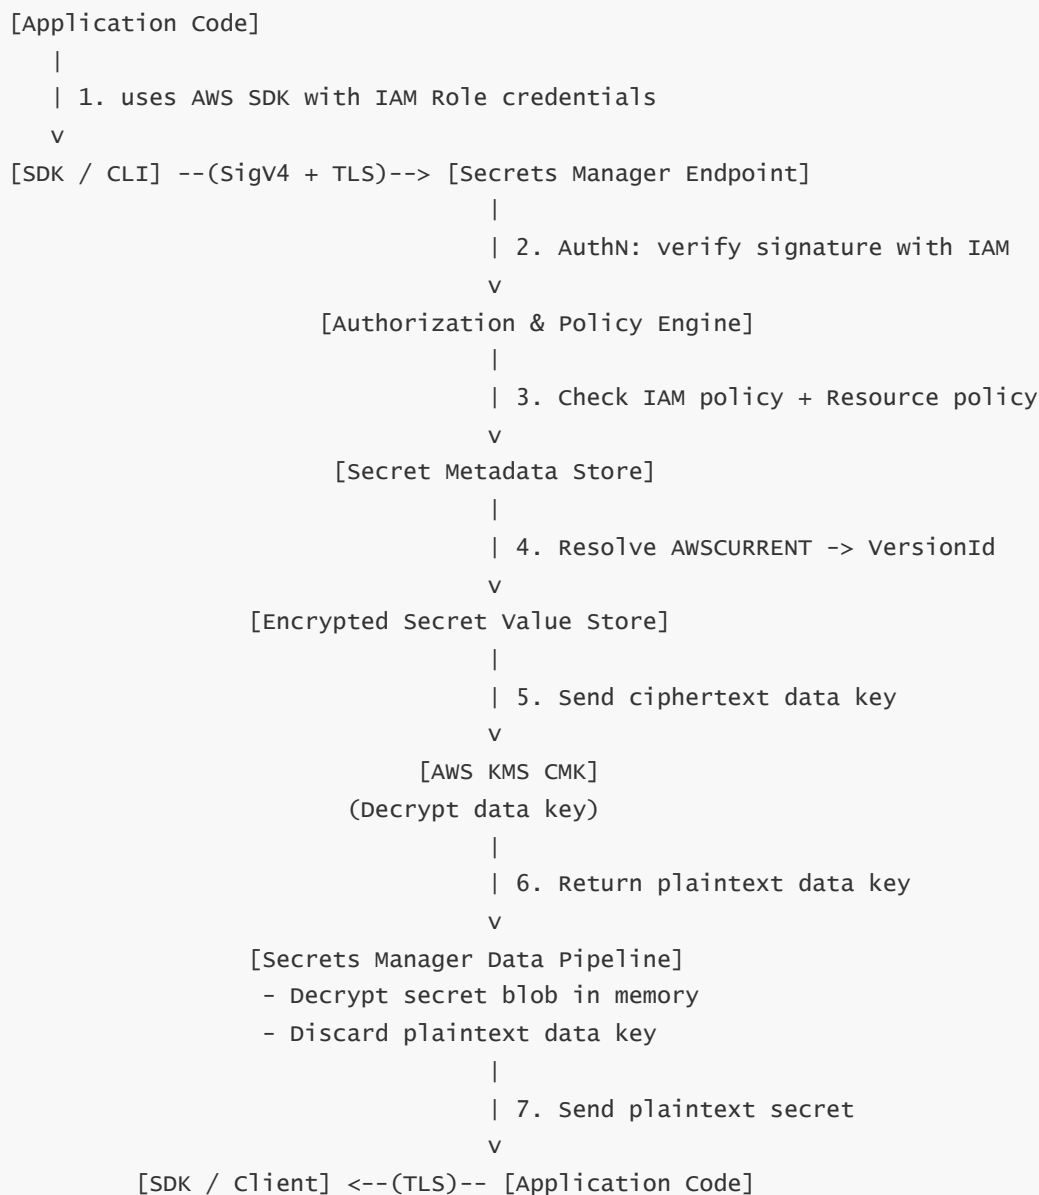 [Application Code]
|
| 1. uses AWS SDK with IAM Role credentials
v
[SDK / CLI] --(SigV4 + TLS)--> [Secrets Manager Endpoint]
|
| 2. AuthN: verify signature with IAM
v
[Authorization & Policy Engine]
|
| 3. Check IAM policy + Resource policy
v
[Secret Metadata Store]
|
| 4. Resolve AWSCURRENT -> VersionId
v
[Encrypted Secret Value Store]
|
| 5. Send ciphertext data key
v
[AWS KMS CMK]
(Decrypt data key)
|
| 6. Return plaintext data key
v
[Secrets Manager Data Pipeline]
- Decrypt secret blob in memory
- Discard plaintext data key
|
| 7. Send plaintext secret
v
[SDK / Client] <--(TLS)-- [Application Code]